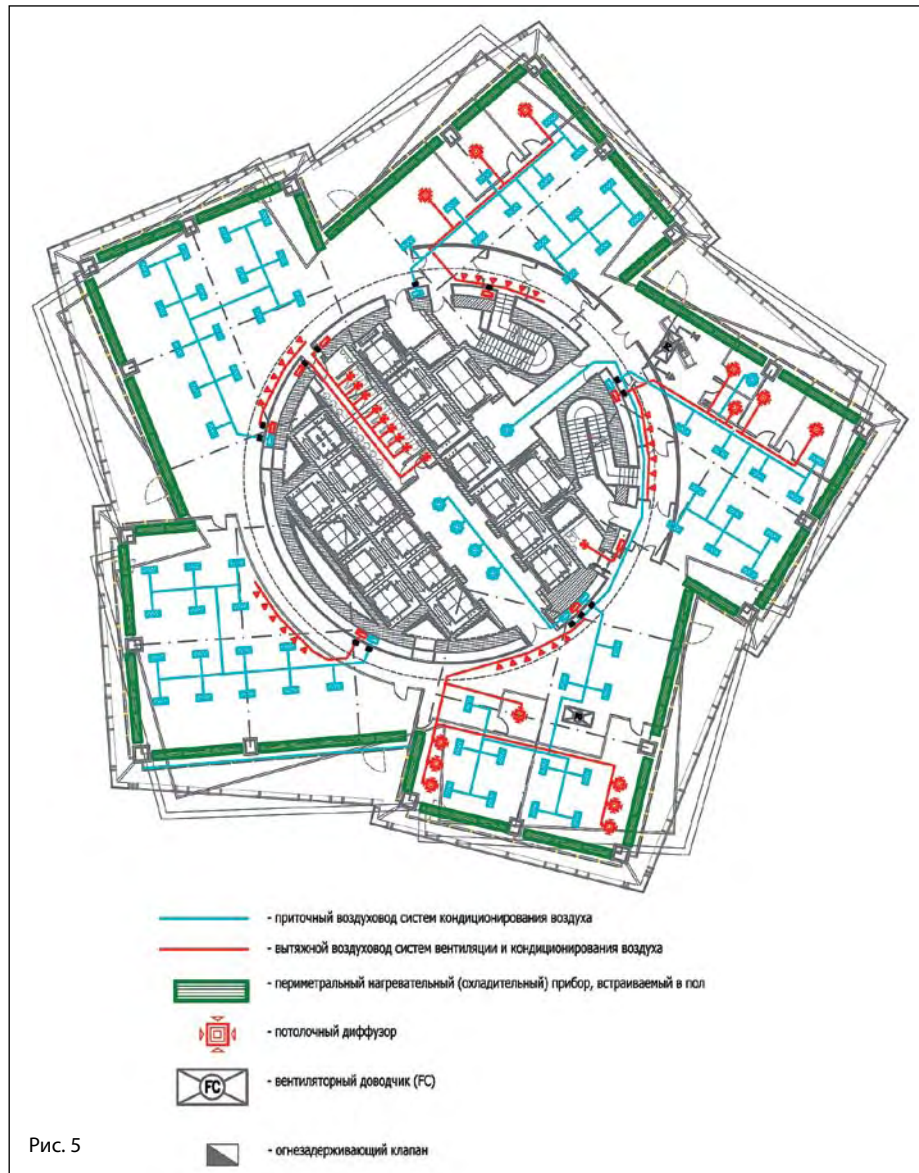 - приточный воздуховод систем кондиционирования воздуха
- вытяжной воздуховод систем вентиляции и кондиционирования воздуха
- периметральный нагревательный (охладительный) прибор, встраиваемый в пол
- потолочный диффузор
FC
- вентиляторный доводчик (FC)
- огнезадерживающий клапан
Рис. 5